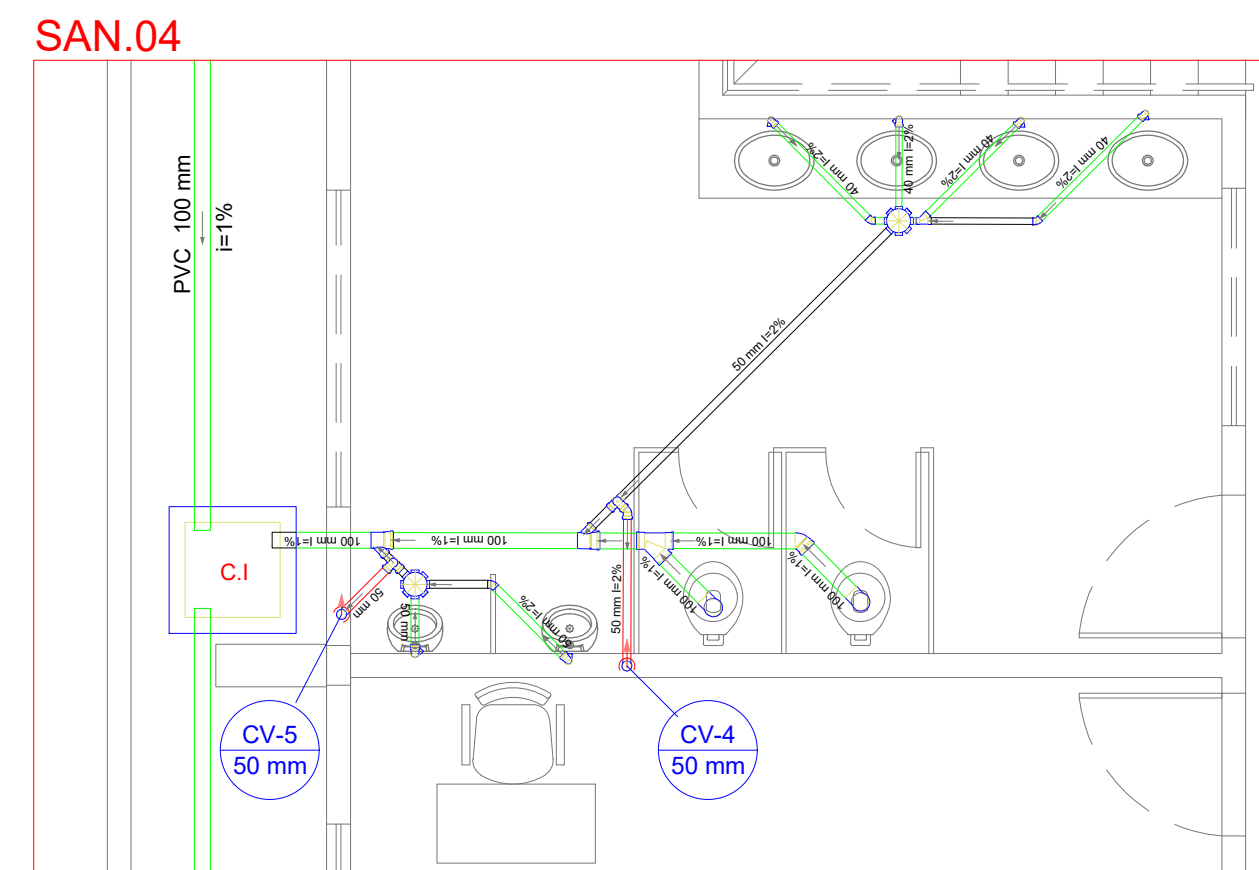 SAN.04
PVC 100 mm
i=1%
40 mm I=2%
40 mm I=2%
40 mm I=2%
40 mm I=2%
50 mm I=2%
100 mm I=1%
100 mm I=1%
100 mm I=1%
100 mm I=1%
100 mm I=1%
C.I
50 mm
50 mm
50 mm I=2%
50 mm I=2%
CV-5
50 mm
CV-4
50 mm